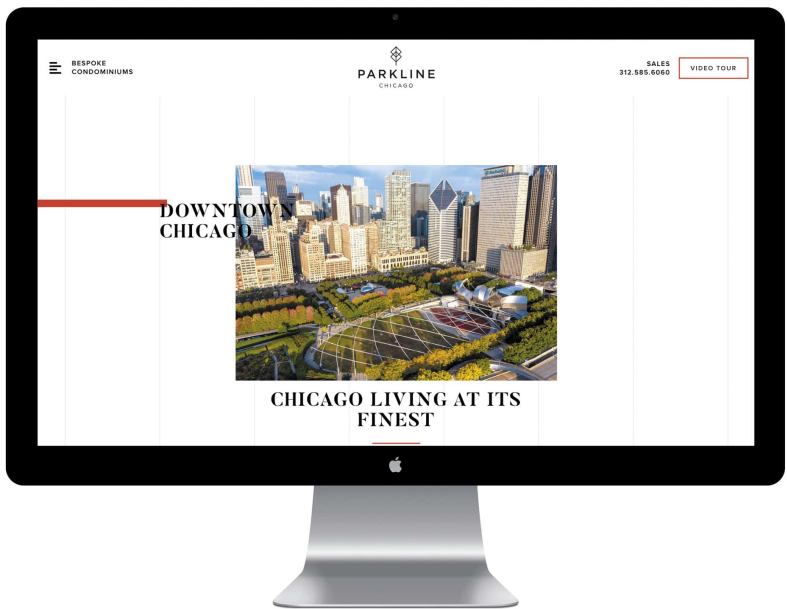 BESPOKE
CONDOMINIUMS
PARKLINE
CHICAGO
SALES
312.585.6060
VIDEO TOUR
DOWNTOWN
CHICAGO
CHICAGO LIVING AT ITS
FINEST